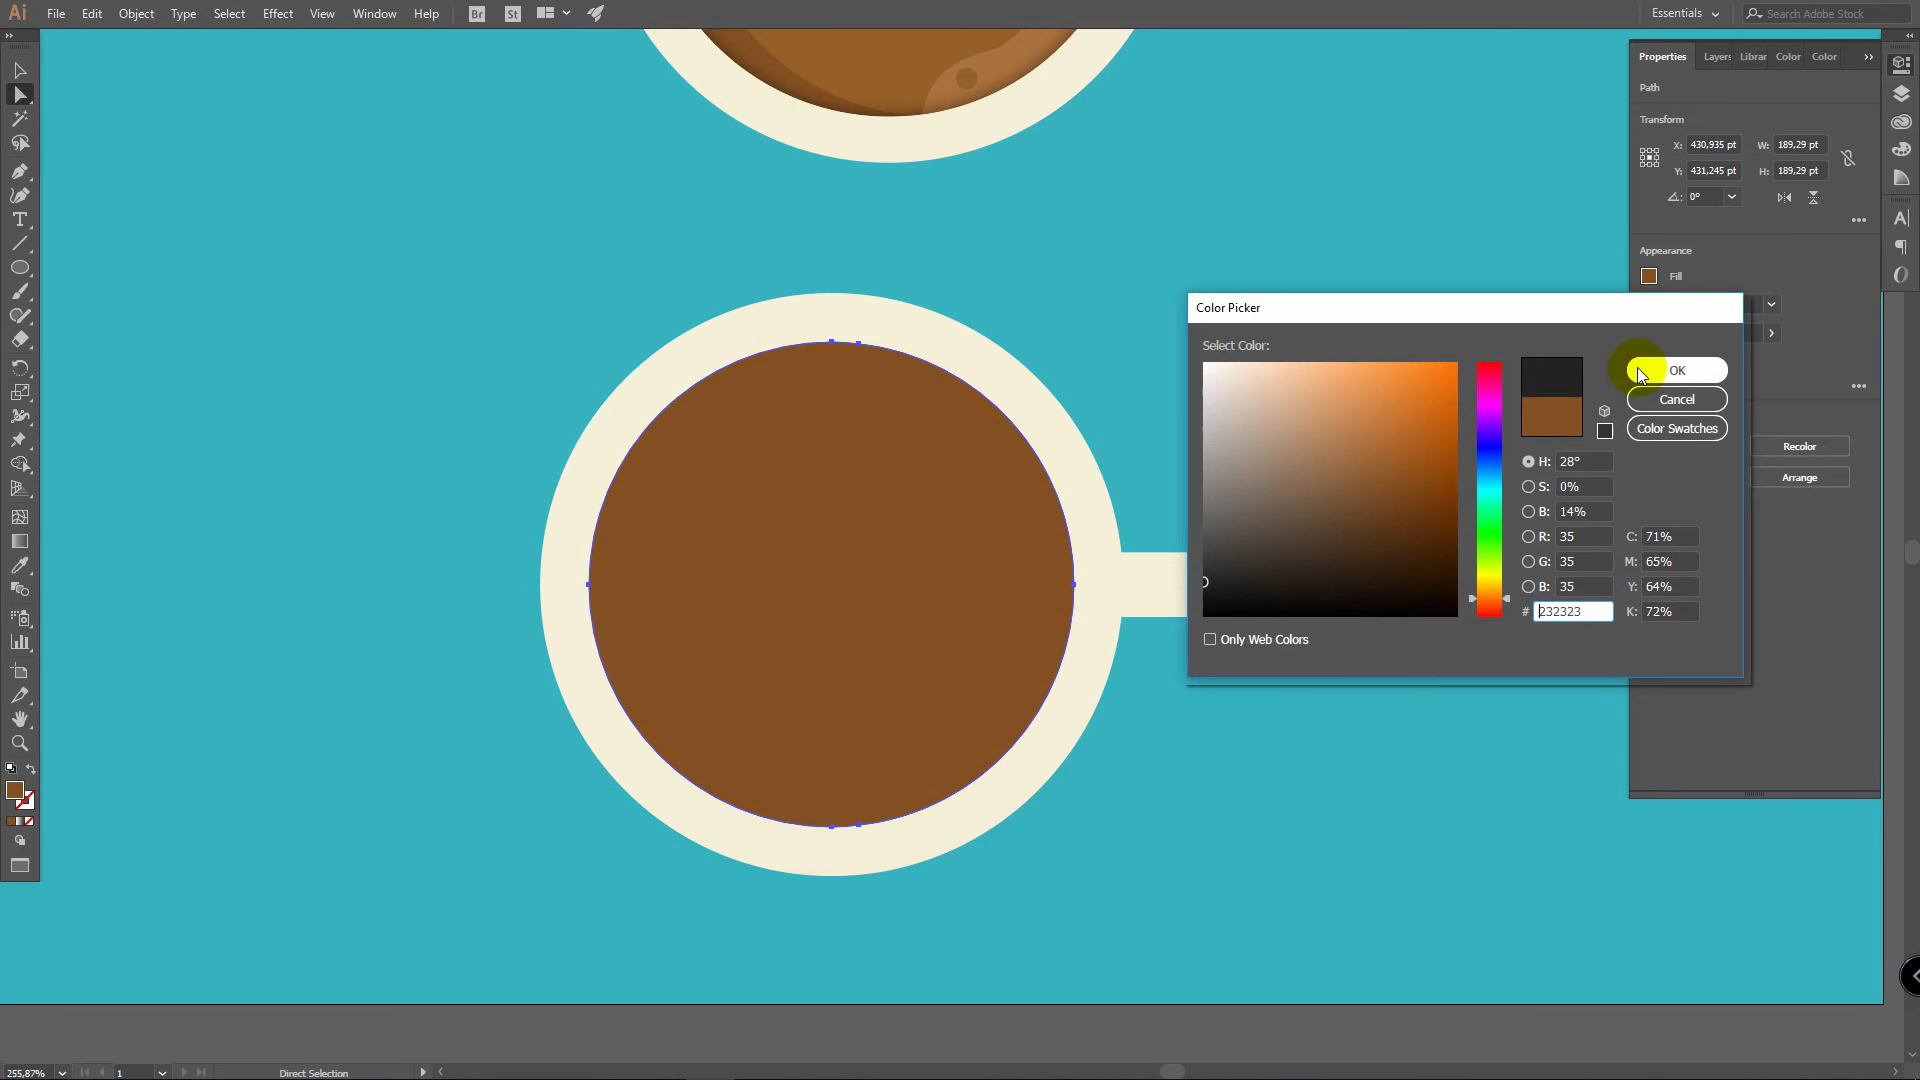 Ai File Edit Object Type Select Effect View Window Help Br St Essentials Search Adobe Stock
Properties Layers Librar Color Color
Path
Transform
X: 430,935 pt W: 189,29 pt
Y: 431,245 pt H: 189,29 pt
0°
Appearance
Fill
Color Picker
Select Color:
OK
Cancel
Color Swatches
Recolor
Arrange
H: 28°
S: 0%
B: 14%
R: 35 C: 71%
G: 35 M: 65%
B: 35 Y: 64%
# 232323 K: 72%
Only Web Colors
255,87% 1 Direct Selection